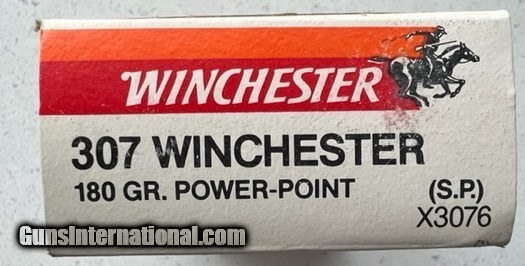 WINCHESTER
307 WINCHESTER
180 GR. POWER-POINT (S.P.)
X3076
GunsInternational.com